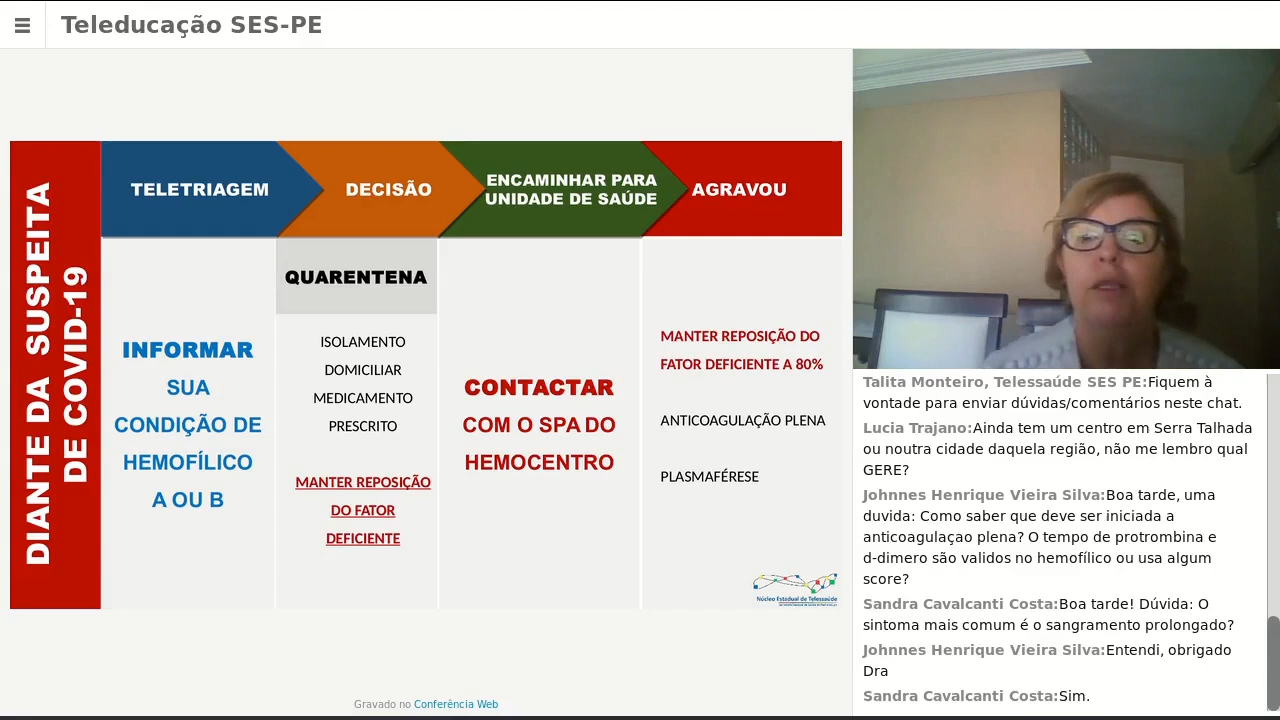 Teleducação SES-PE
DIANTE DA SUSPEITA
DE COVID-19
TELETRIAGEM
DECISÃO
ENCAMINHAR PARA
UNIDADE DE SAÚDE
AGRAVOU
INFORMAR
SUA
CONDIÇÃO DE
HEMOFÍLICO
A OU B
QUARENTENA
ISOLAMENTO
DOMICILIAR
MEDICAMENTO
PRESCRITO
MANTER REPOSIÇÃO
DO FATOR
DEFICIENTE
CONTACTAR
COM O SPA DO
HEMOCENTRO
MANTER REPOSIÇÃO DO
FATOR DEFICIENTE A 80%
ANTICOAGULAÇÃO PLENA
PLASMAFÉRESE
Núcleo Estadual de Telessaúde
Gravado no Conferência Web
Talita Monteiro, Telessaúde SES PE:Fiquem à
vontade para enviar dúvidas/comentários neste chat.
Lucia Trajano:Ainda tem um centro em Serra Talhada
ou noutra cidade daquela região, não me lembro qual
GERE?
Johnnes Henrique Vieira Silva:Boa tarde, uma
duvida: Como saber que deve ser iniciada a
anticoagulaçao plena? O tempo de protrombina e
d-dimero são validos no hemofílico ou usa algum
score?
Sandra Cavalcanti Costa:Boa tarde! Dúvida: O
sintoma mais comum é o sangramento prolongado?
Johnnes Henrique Vieira Silva:Entendi, obrigado
Dra
Sandra Cavalcanti Costa:Sim.